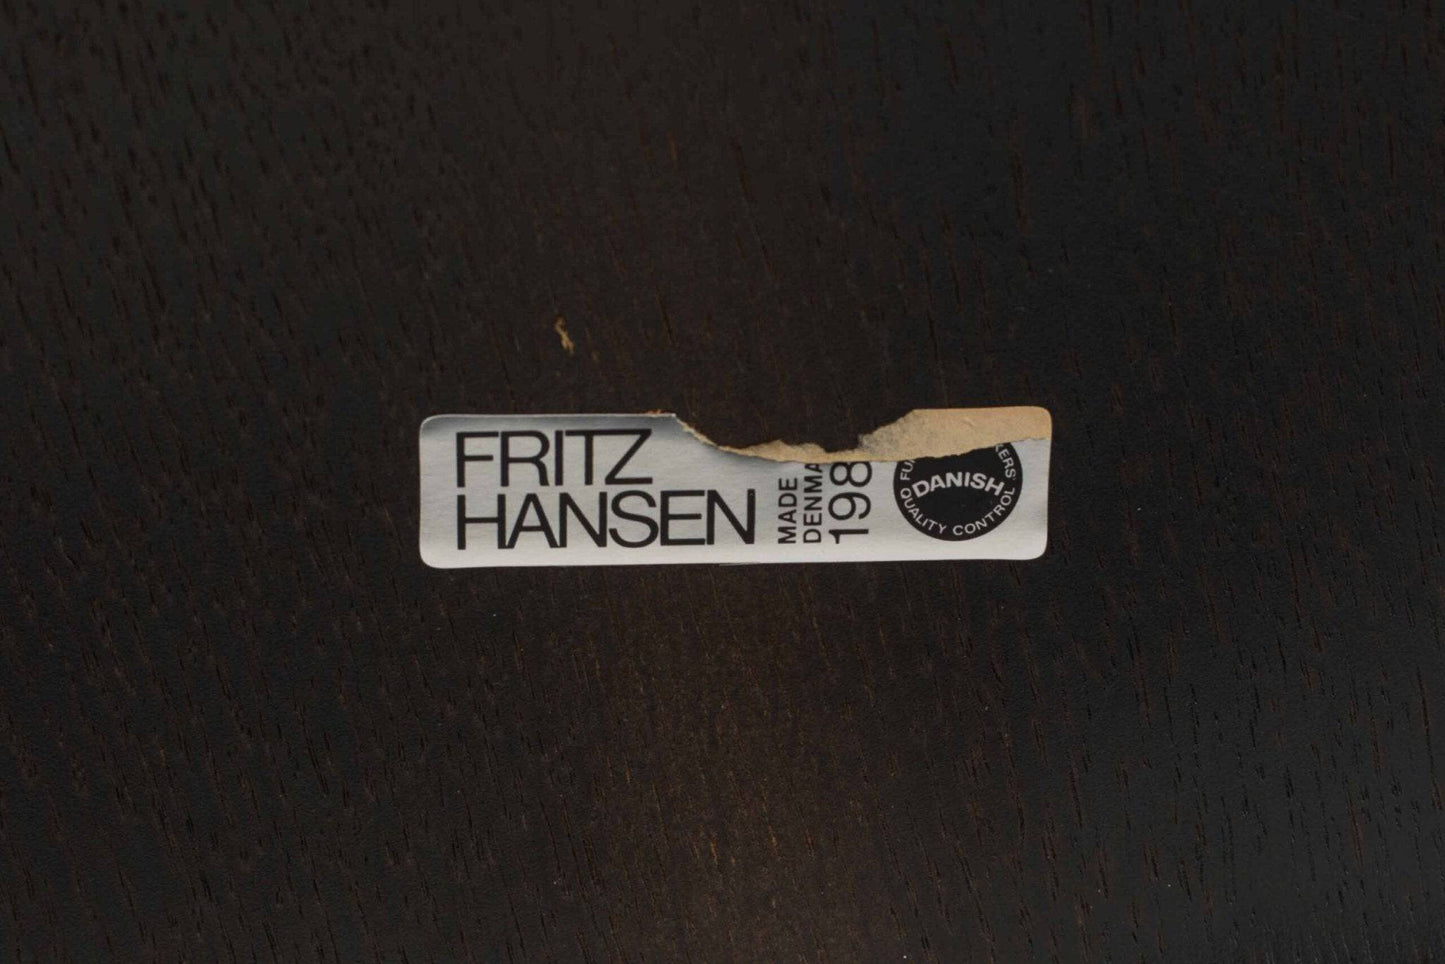 FRITZ
HANSEN
MADE
DENMA
198
DANISH
QUALITY CONTROL